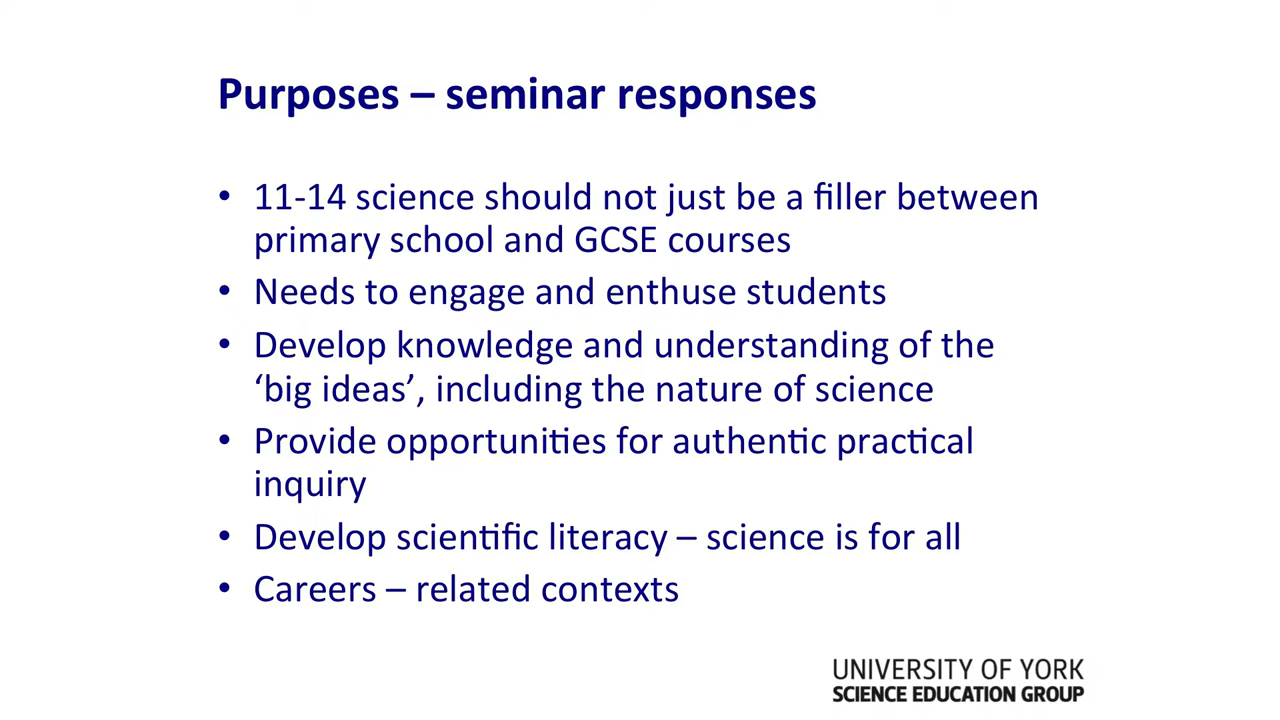 Purposes – seminar responses
• 11-14 science should not just be a filler between
primary school and GCSE courses
• Needs to engage and enthuse students
• Develop knowledge and understanding of the
‘big ideas’, including the nature of science
• Provide opportunities for authentic practical
inquiry
• Develop scientific literacy – science is for all
• Careers – related contexts
UNIVERSITY OF YORK
SCIENCE EDUCATION GROUP